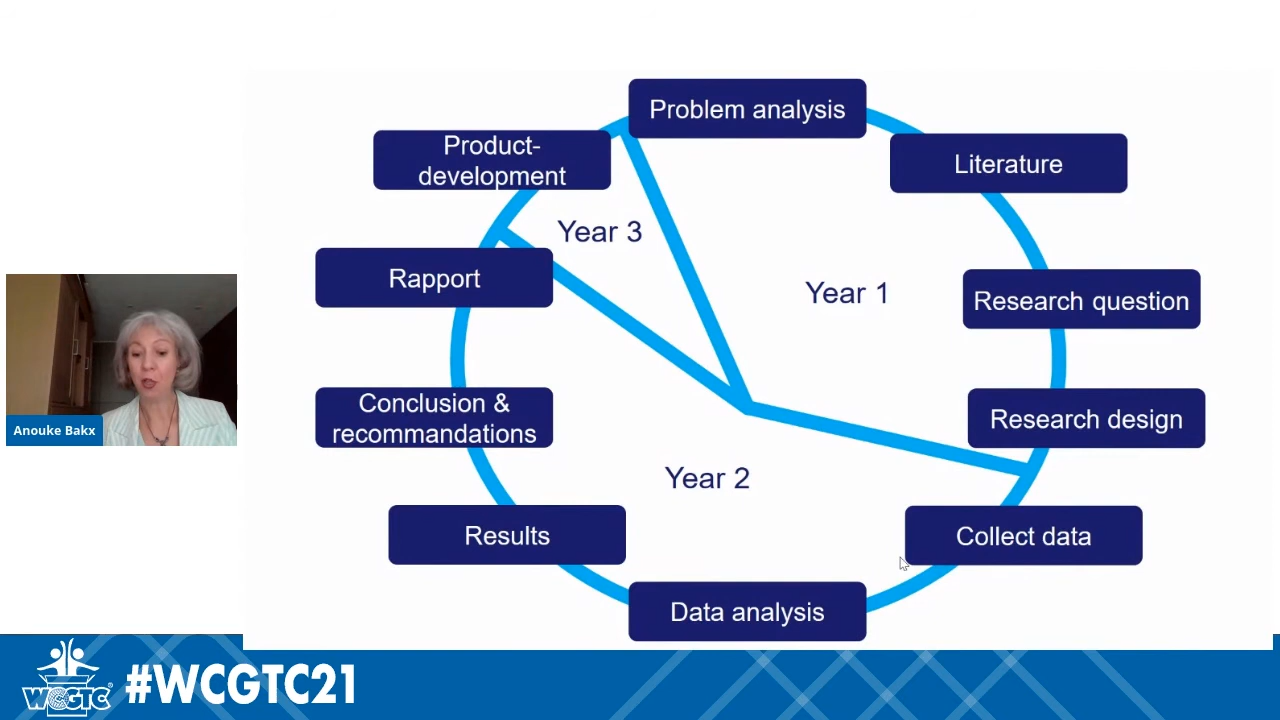 Problem analysis
Product-
development
Literature
Year 3
Rapport
Year 1
Research question
Conclusion &
recommandations
Research design
Anouke Bakx
Year 2
Results
Collect data
Data analysis
WCGTC
#WCGTC21